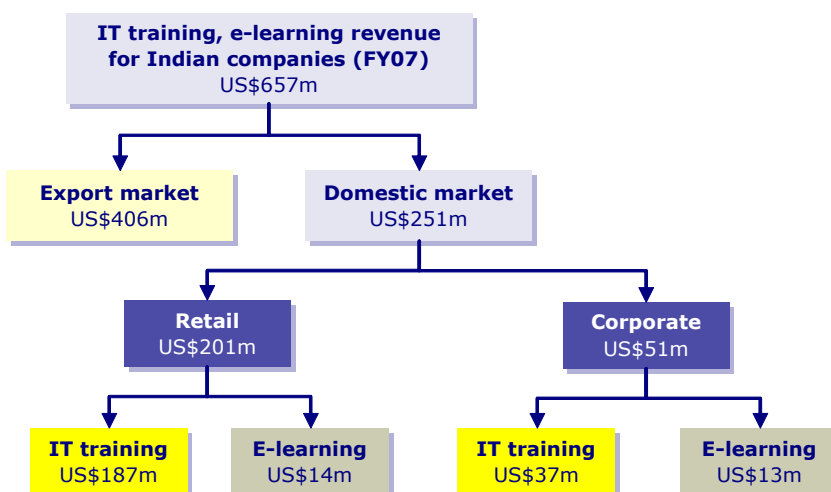 IT training, e-learning revenue
for Indian companies (FY07)
US$657m
Export market
US$406m
Domestic market
US$251m
Retail
US$201m
Corporate
US$51m
IT training
US$187m
E-learning
US$14m
IT training
US$37m
E-learning
US$13m